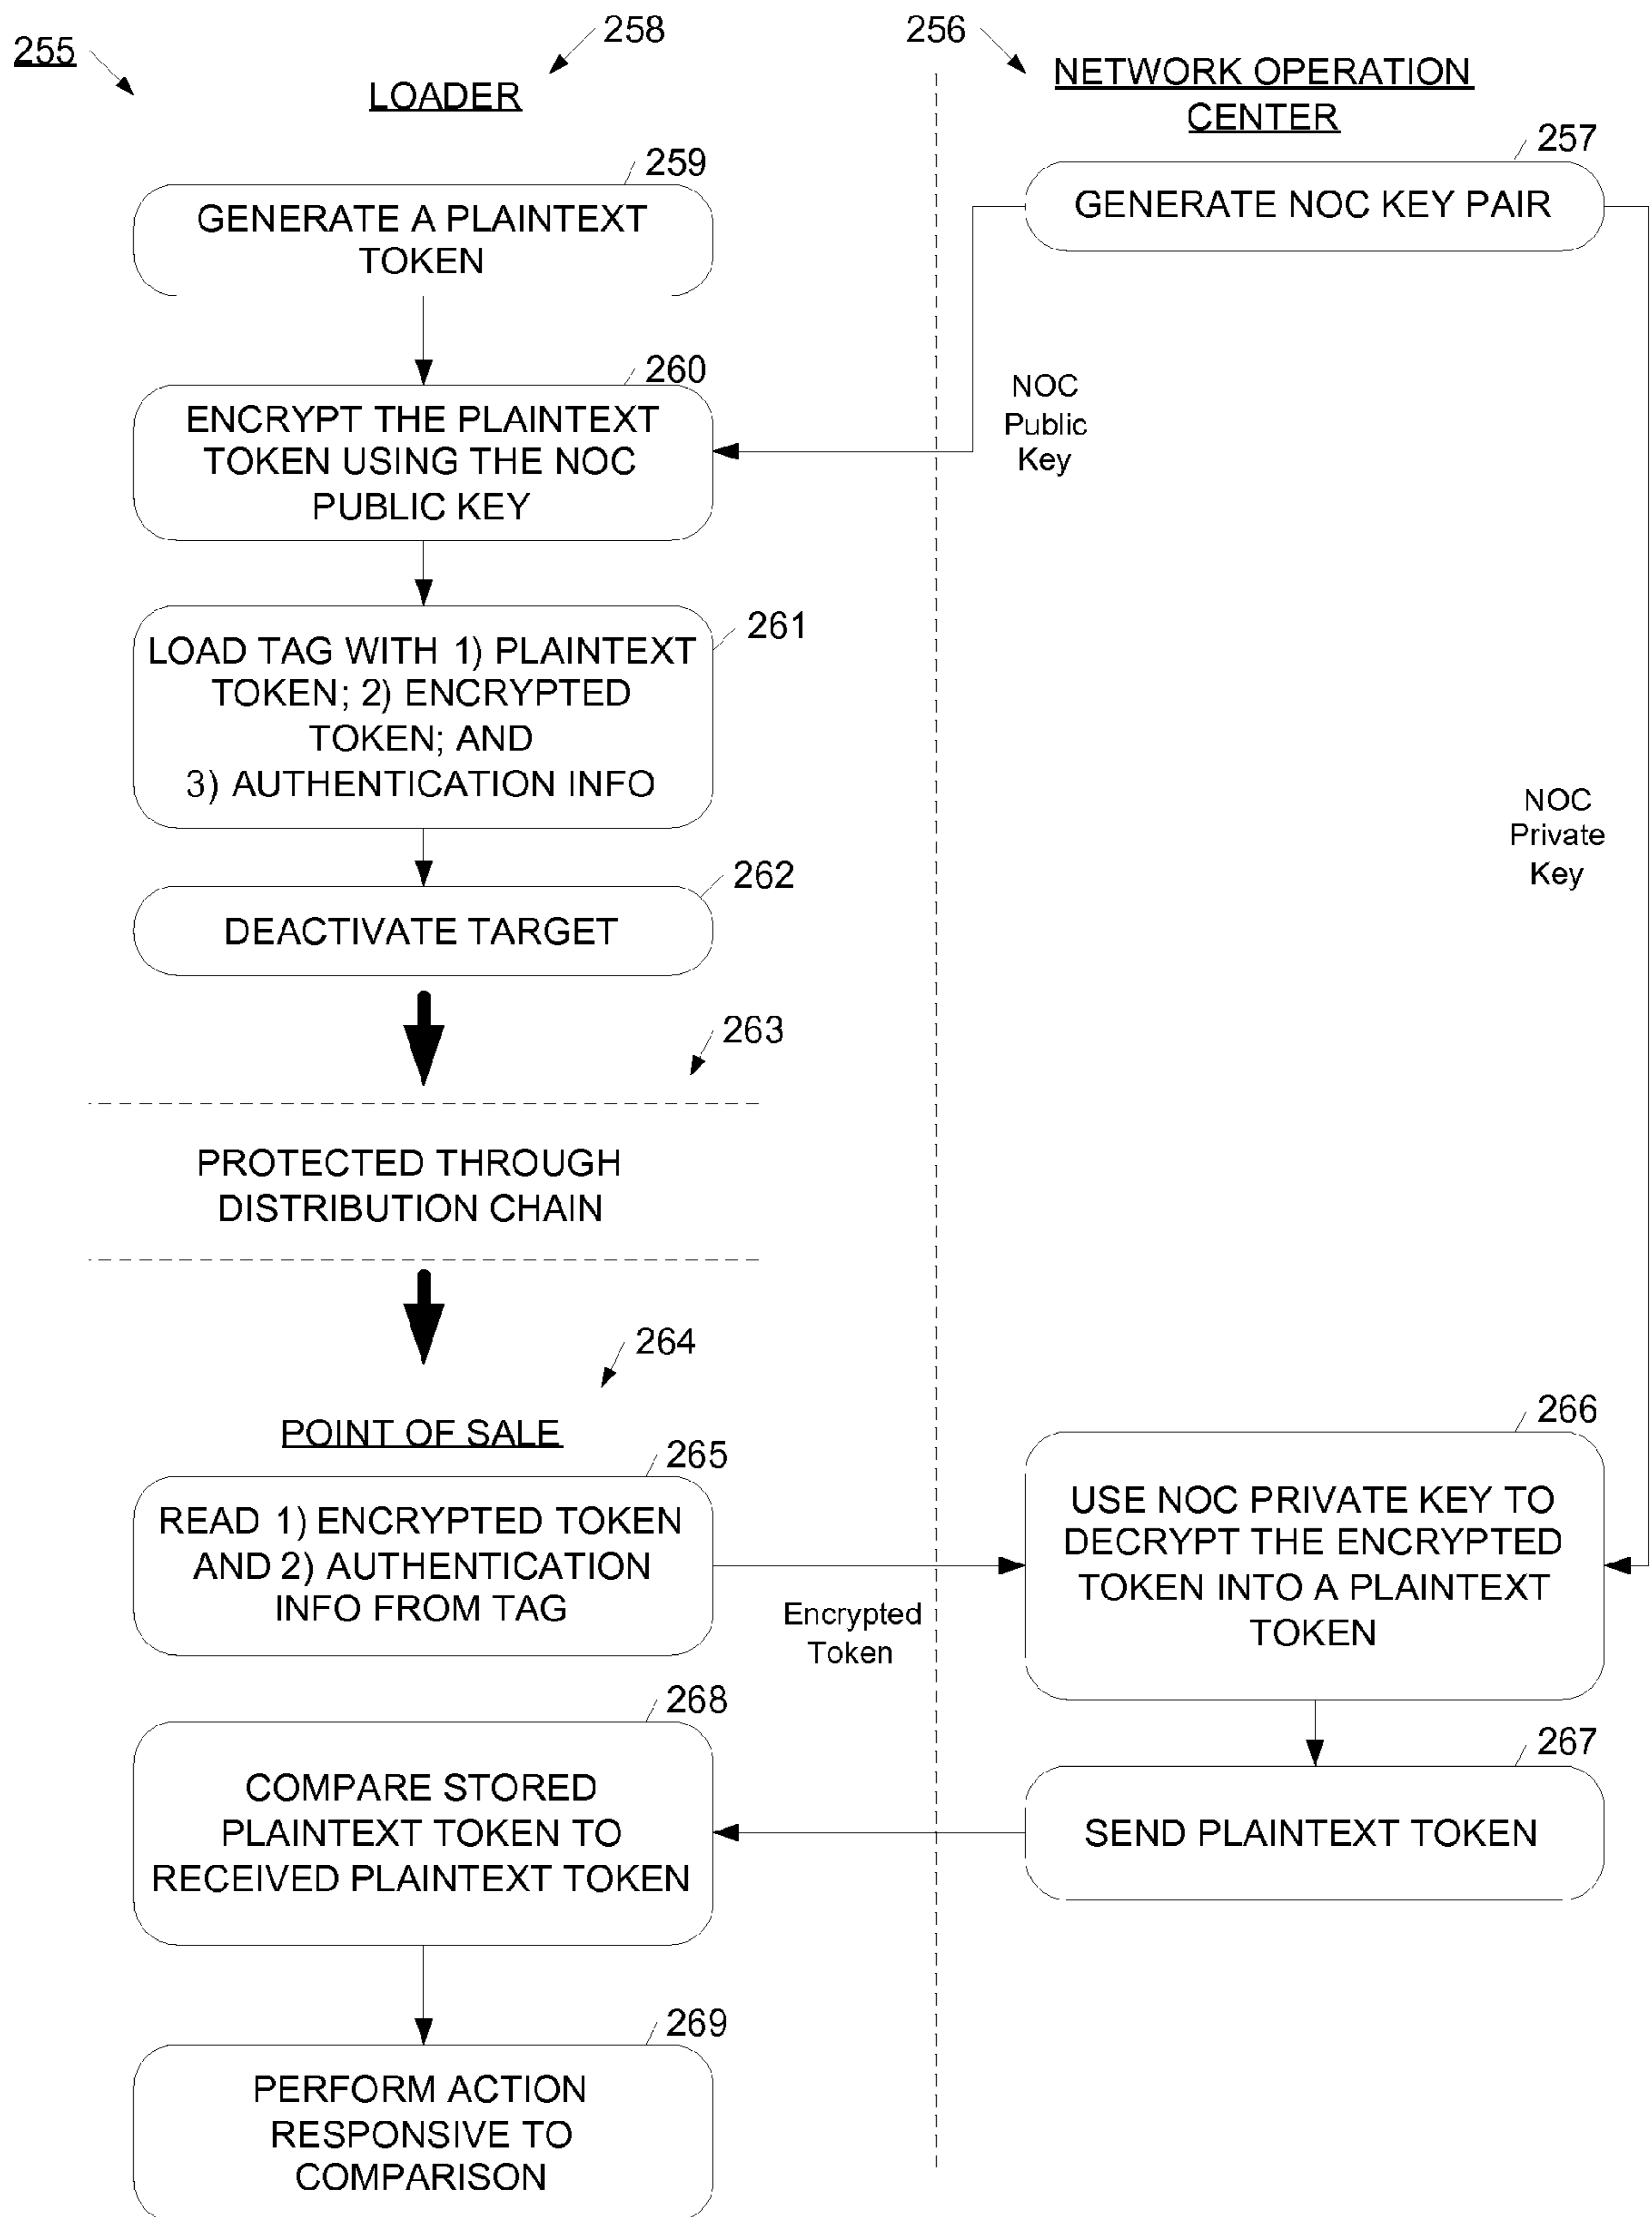 255
258
256
LOADER
NETWORK OPERATION
CENTER
257
GENERATE NOC KEY PAIR
259
GENERATE A PLAINTEXT
TOKEN
260
ENCRYPT THE PLAINTEXT
TOKEN USING THE NOC
PUBLIC KEY
NOC
Public
Key
261
LOAD TAG WITH 1) PLAINTEXT
TOKEN; 2) ENCRYPTED
TOKEN; AND
3) AUTHENTICATION INFO
NOC
Private
Key
262
DEACTIVATE TARGET
263
PROTECTED THROUGH
DISTRIBUTION CHAIN
264
POINT OF SALE
265
READ 1) ENCRYPTED TOKEN
AND 2) AUTHENTICATION
INFO FROM TAG
Encrypted
Token
266
USE NOC PRIVATE KEY TO
DECRYPT THE ENCRYPTED
TOKEN INTO A PLAINTEXT
TOKEN
267
SEND PLAINTEXT TOKEN
268
COMPARE STORED
PLAINTEXT TOKEN TO
RECEIVED PLAINTEXT TOKEN
269
PERFORM ACTION
RESPONSIVE TO
COMPARISON